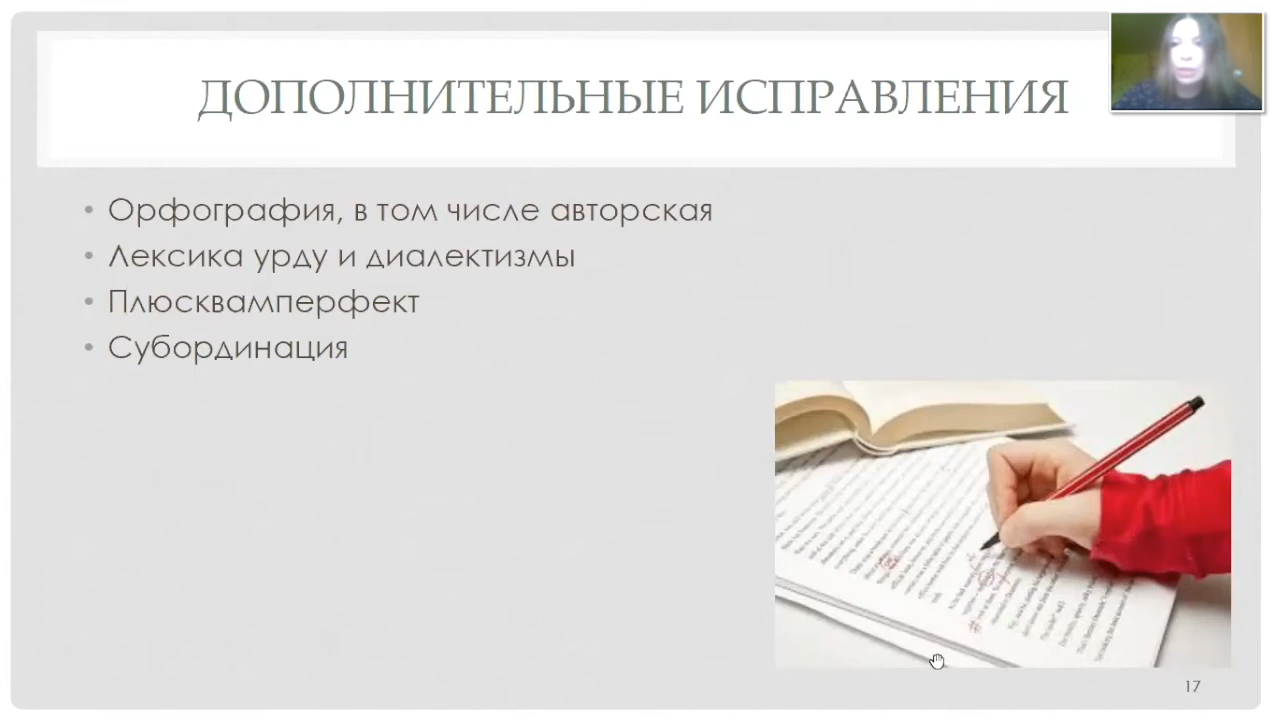 ДОПОЛНИТЕЛЬНЫЕ ИСПРАВЛЕНИЯ
• Орфография, в том числе авторская
• Лексика урду и диалектизмы
• Плюсквамперфект
• Субординация
17